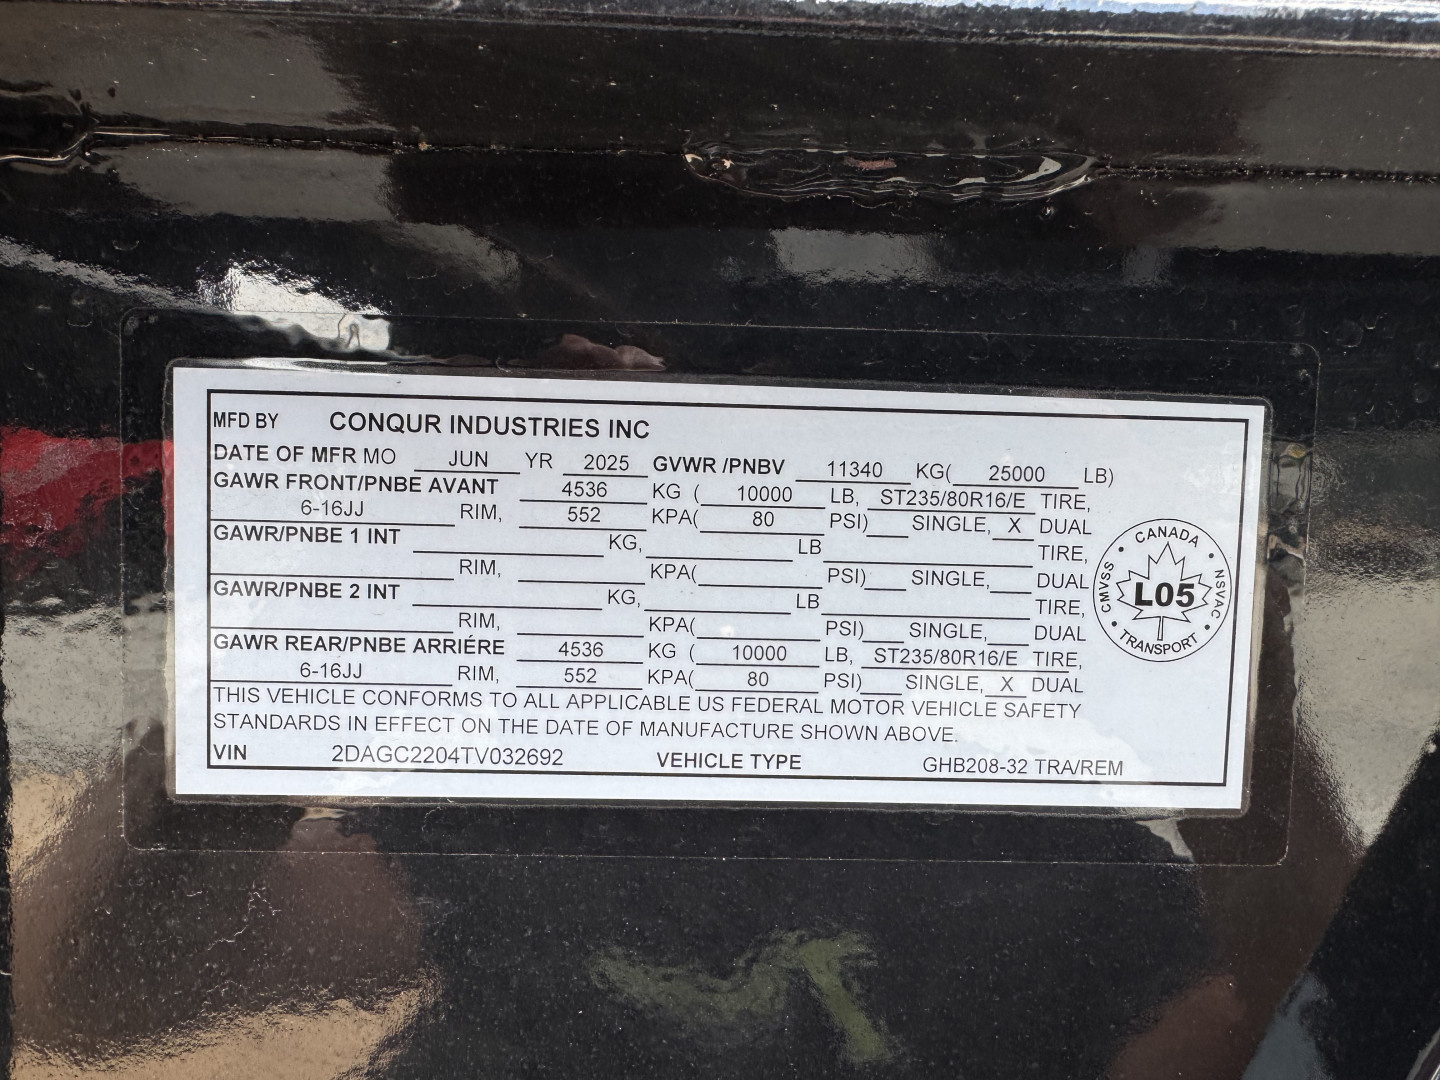 MFD BY CONQUR INDUSTRIES INC
DATE OF MFR MO JUN YR 2025 GVWR /PNBV 11340 KG( 25000 LB)
GAWR FRONT/PNBE AVANT 4536 KG ( 10000 LB, ST235/80R16/E TIRE,
6-16JJ RIM, 552 KPA( 80 PSI) SINGLE, X DUAL
GAWR/PNBE 1 INT KG, LB TIRE,
RIM, KPA( PSI) SINGLE, DUAL
GAWR/PNBE 2 INT KG, LB TIRE,
RIM, KPA( PSI) SINGLE, DUAL
GAWR REAR/PNBE ARRIÉRE 4536 KG ( 10000 LB, ST235/80R16/E TIRE,
6-16JJ RIM, 552 KPA( 80 PSI) SINGLE, X DUAL
THIS VEHICLE CONFORMS TO ALL APPLICABLE US FEDERAL MOTOR VEHICLE SAFETY
STANDARDS IN EFFECT ON THE DATE OF MANUFACTURE SHOWN ABOVE.
VIN 2DAGC2204TV032692 VEHICLE TYPE GHB208-32 TRA/REM
CANADA
CMVSS
L05
NSVAC
TRANSPORT